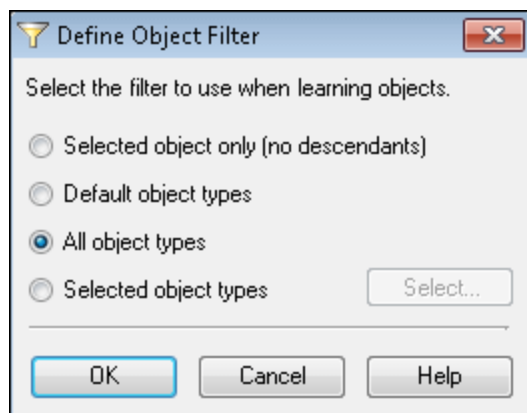 Define Object Filter
Select the filter to use when learning objects.
Selected object only (no descendants)
Default object types
All object types
Selected object types Select...
OK Cancel Help